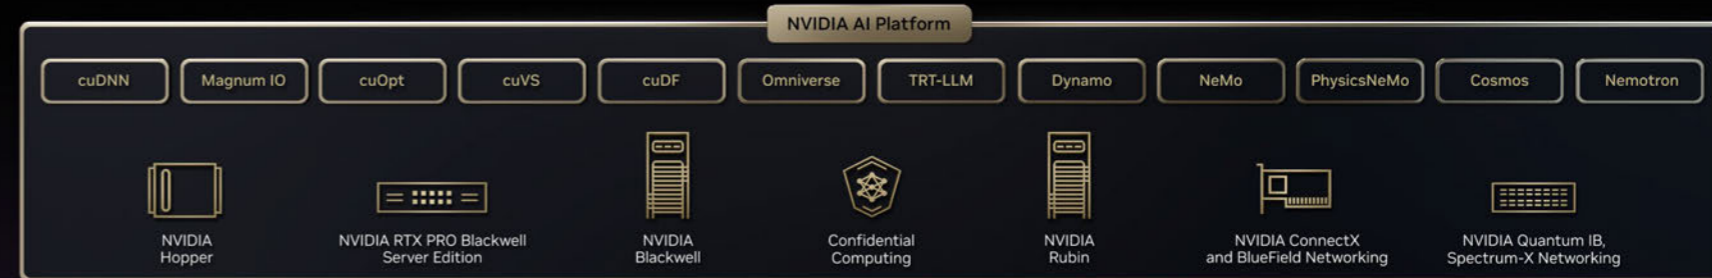 NVIDIA AI Platform
cuDNN
Magnum IO
cuOpt
cuVS
cuDF
Omniverse
TRT-LLM
Dynamo
NeMo
PhysicsNeMo
Cosmos
Nemotron
NVIDIA
Hopper
NVIDIA RTX PRO Blackwell
Server Edition
NVIDIA
Blackwell
Confidential
Computing
NVIDIA
Rubin
NVIDIA ConnectX
and BlueField Networking
NVIDIA Quantum IB,
Spectrum-X Networking